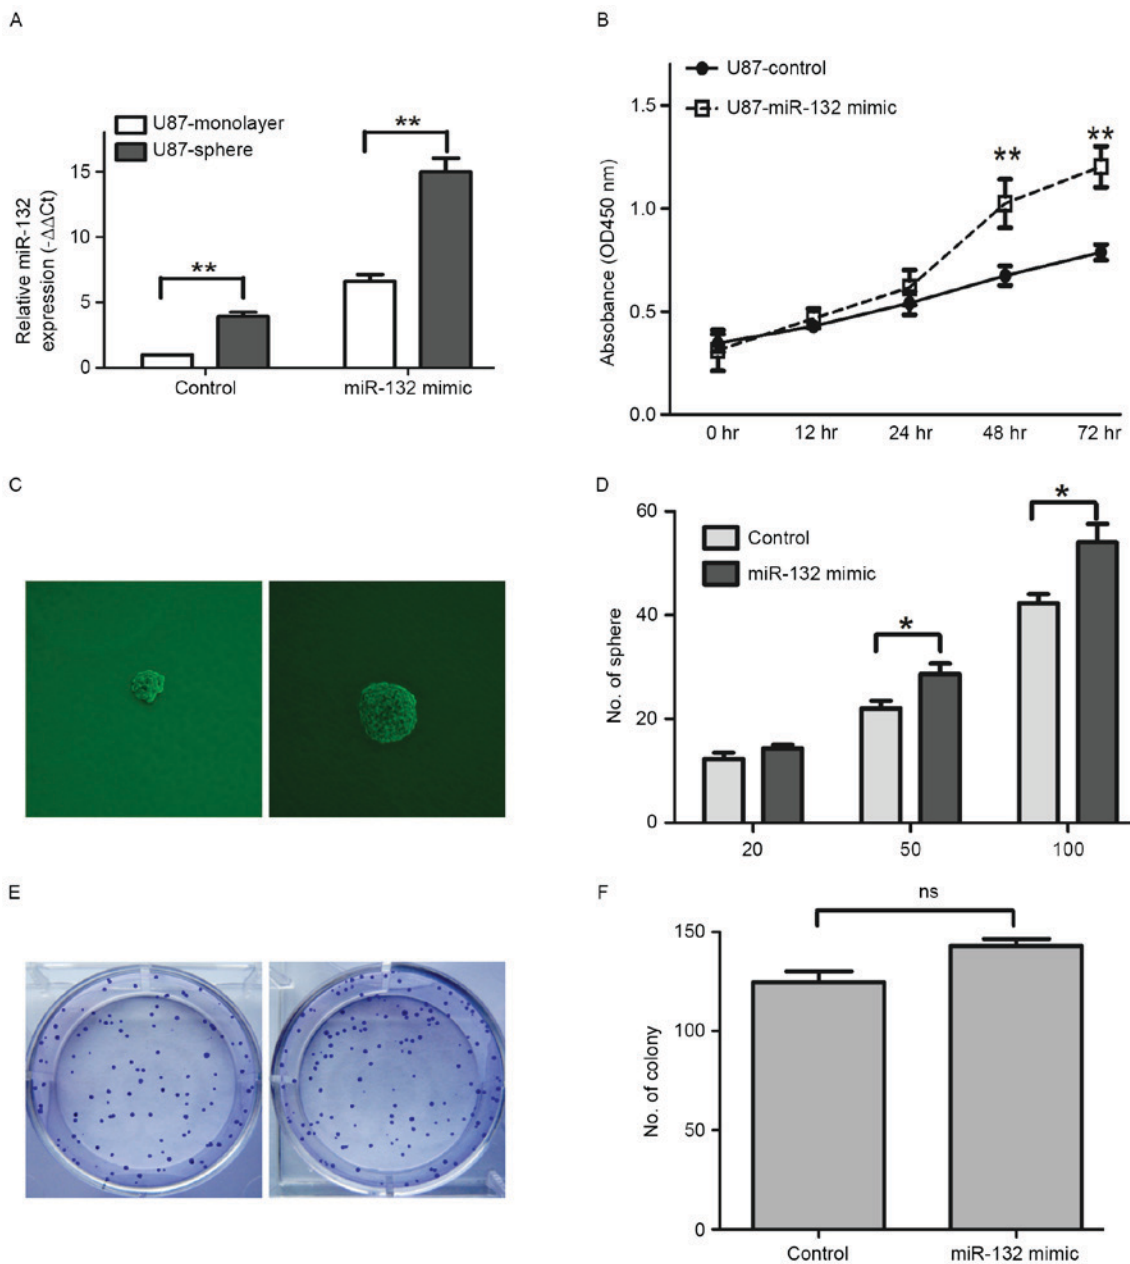 A
U87-monolayer
U87-sphere
**
**
Relative miR-132
expression (-ΔΔCt)
15
10
5
0
Control
miR-132 mimic
B
U87-control
U87-miR-132 mimic
**
**
Absobance (OD450 nm)
1.5
1.0
0.5
0.0
0 hr
12 hr
24 hr
48 hr
72 hr
C
D
Control
miR-132 mimic
*
*
No. of sphere
60
40
20
0
20
50
100
E
F
ns
No. of colony
150
100
50
0
Control
miR-132 mimic